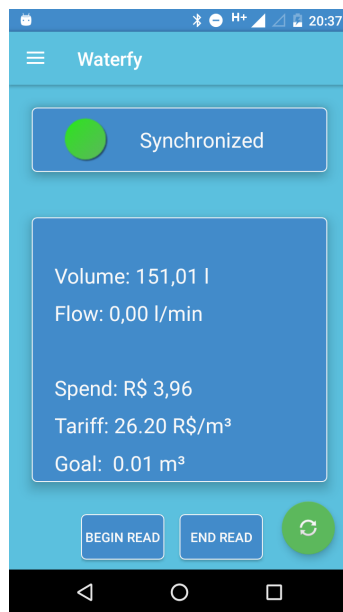 H+ 20:37
Waterfy
Synchronized
Volume: 151,01 l
Flow: 0,00 l/min
Spend: R$ 3,96
Tariff: 26.20 R$/m³
Goal: 0.01 m³
BEGIN READ END READ